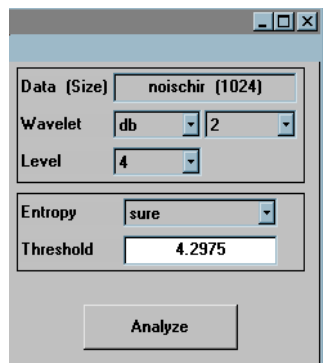 Data (Size) noischir (1024)
Wavelet db 2
Level 4
Entropy sure
Threshold 4.2975
Analyze